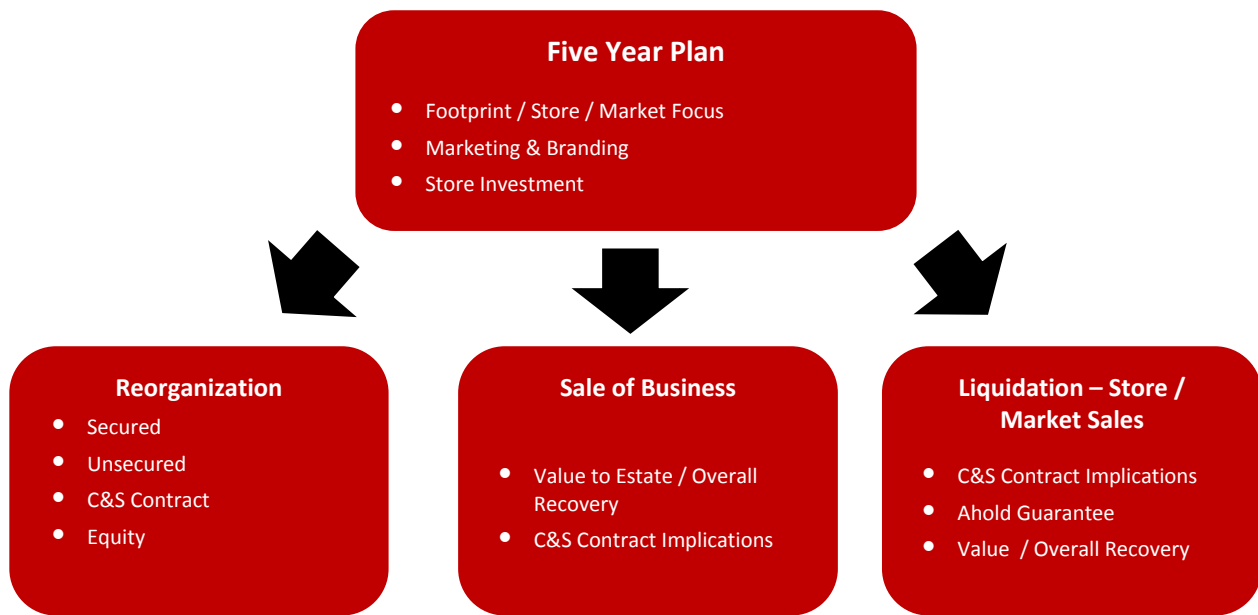 Five Year Plan
• Footprint / Store / Market Focus
• Marketing & Branding
• Store Investment
Reorganization
• Secured
• Unsecured
• C&S Contract
• Equity
Sale of Business
• Value to Estate / Overall
Recovery
• C&S Contract Implications
Liquidation – Store /
Market Sales
• C&S Contract Implications
• Ahold Guarantee
• Value / Overall Recovery